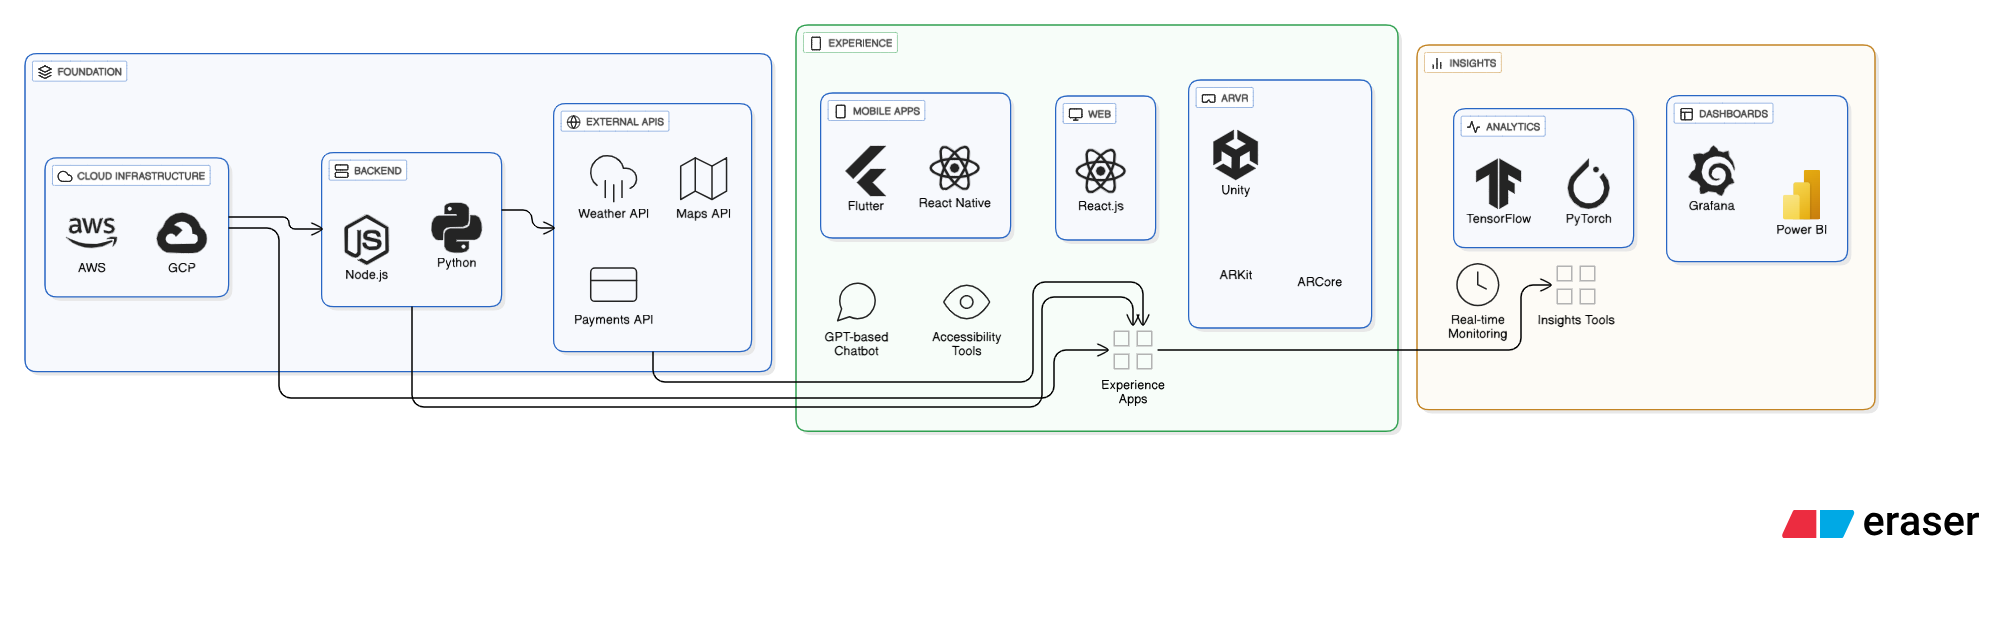 FOUNDATION
CLOUD INFRASTRUCTURE
aws
AWS
GCP
BACKEND
JS
Node.js
Python
EXTERNAL APIS
Weather API
Maps API
Payments API
EXPERIENCE
MOBILE APPS
Flutter
React Native
WEB
React.js
ARVR
Unity
ARKit
ARCore
GPT-based
Chatbot
Accessibility
Tools
Experience
Apps
INSIGHTS
ANALYTICS
TensorFlow
PyTorch
DASHBOARDS
Grafana
Power BI
Real-time
Monitoring
Insights Tools
eraser